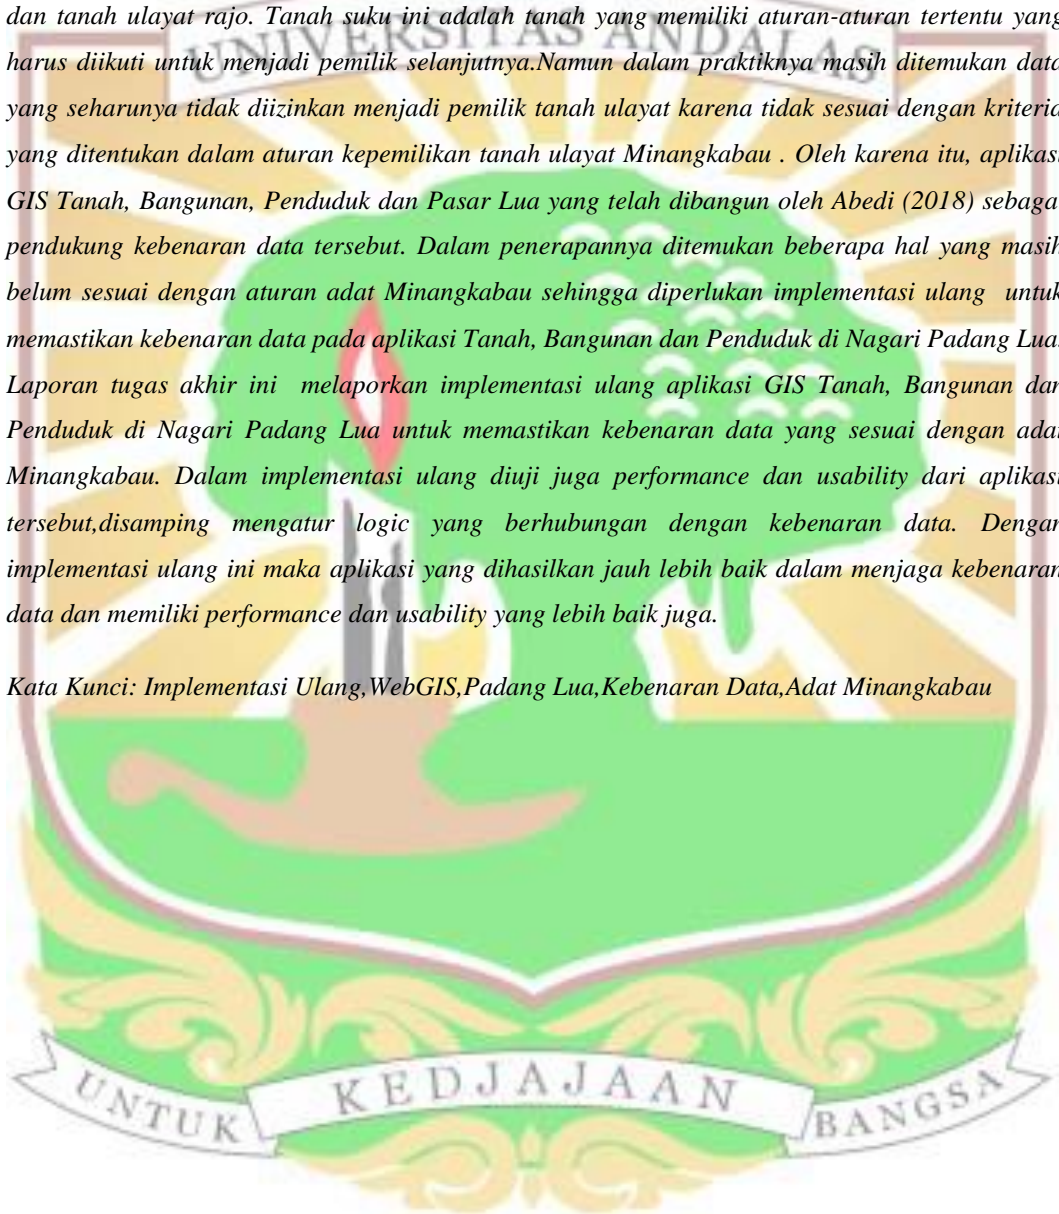 dan tanah ulayat rajo. Tanah suku ini adalah tanah yang memiliki aturan-aturan tertentu yang
UNIVERSITAS ANDALAS
harus diikuti untuk menjadi pemilik selanjutnya.Namun dalam praktiknya masih ditemukan data
yang seharunya tidak diizinkan menjadi pemilik tanah ulayat karena tidak sesuai dengan kriteria
yang ditentukan dalam aturan kepemilikan tanah ulayat Minangkabau . Oleh karena itu, aplikasi
GIS Tanah, Bangunan, Penduduk dan Pasar Lua yang telah dibangun oleh Abedi (2018) sebaga
pendukung kebenaran data tersebut. Dalam penerapannya ditemukan beberapa hal yang masih
belum sesuai dengan aturan adat Minangkabau sehingga diperlukan implementasi ulang untuk
memastikan kebenaran data pada aplikasi Tanah, Bangunan dan Penduduk di Nagari Padang Lua.
Laporan tugas akhir ini melaporkan implementasi ulang aplikasi GIS Tanah, Bangunan dan
Penduduk di Nagari Padang Lua untuk memastikan kebenaran data yang sesuai dengan adat
Minangkabau. Dalam implementasi ulang diuji juga performance dan usability dari aplikasi
tersebut,disamping mengatur logic yang berhubungan dengan kebenaran data. Dengan
implementasi ulang ini maka aplikasi yang dihasilkan jauh lebih baik dalam menjaga kebenaran
data dan memiliki performance dan usability yang lebih baik juga.
Kata Kunci: Implementasi Ulang,WebGIS,Padang Lua,Kebenaran Data,Adat Minangkabau
UNTUK KEDJAJAAN BANGSA